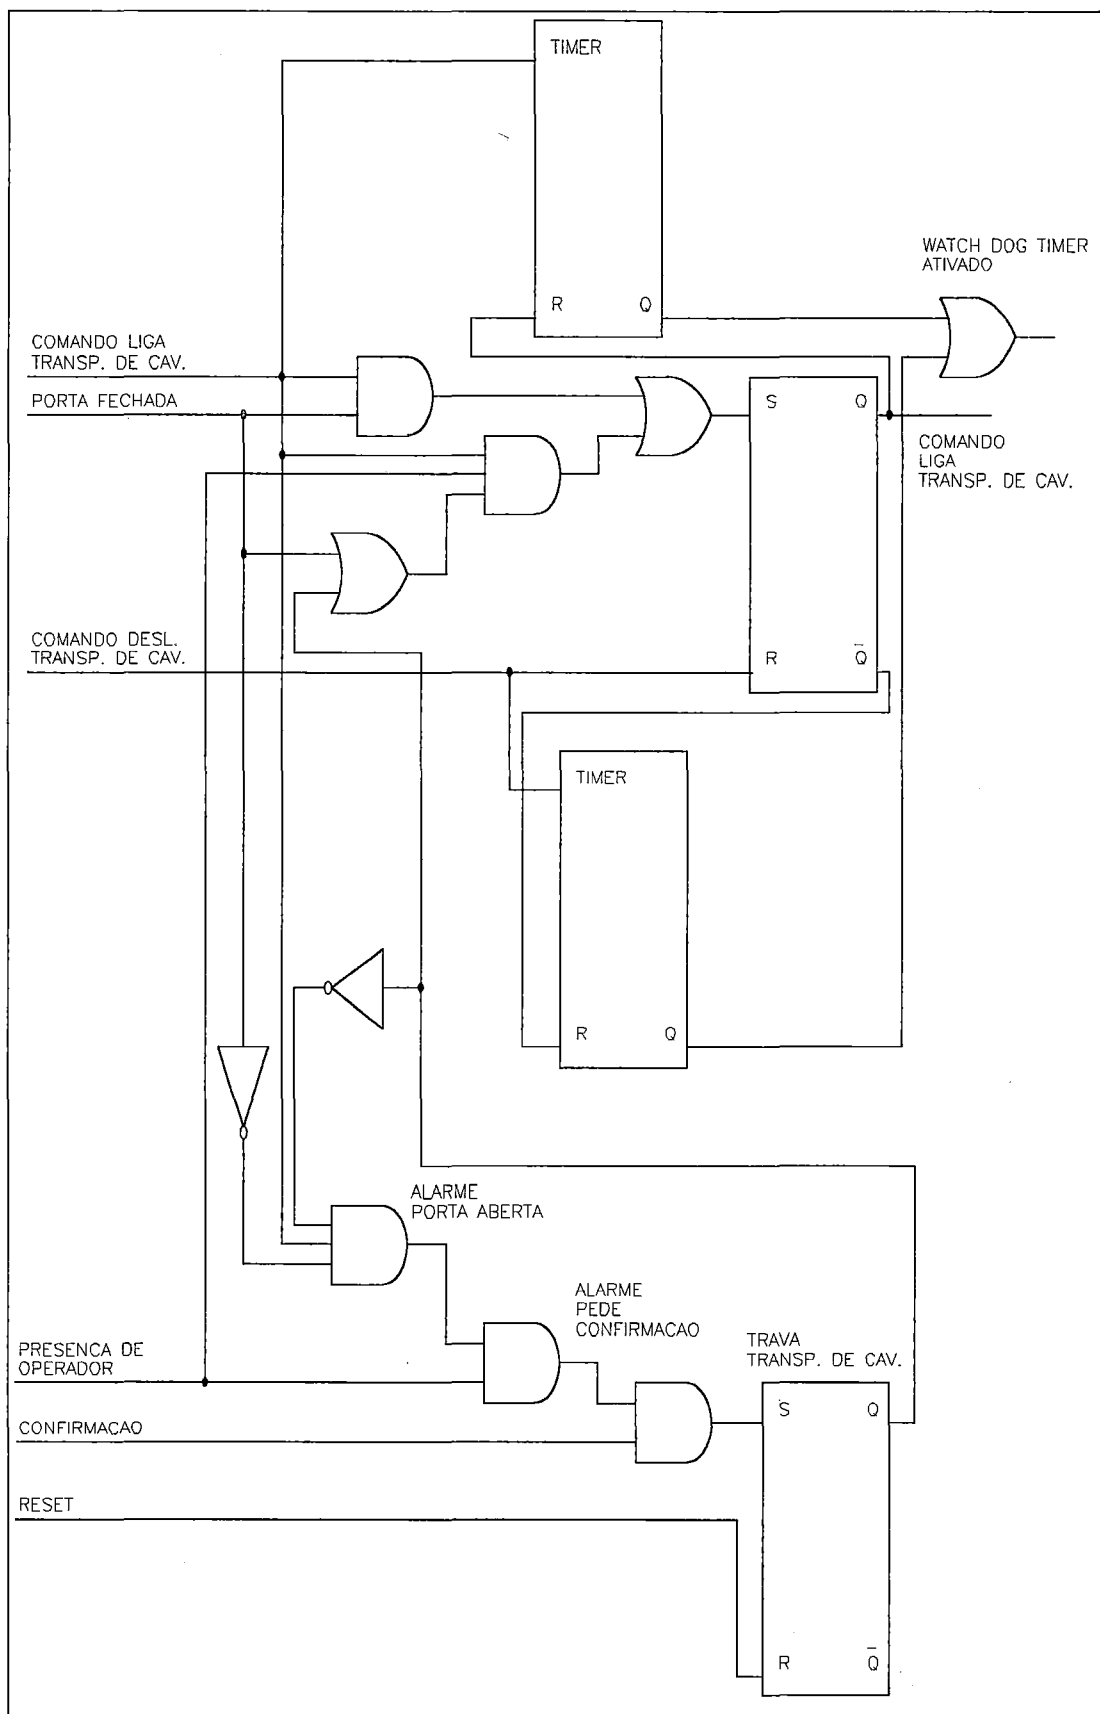 TIMER
R
Q
WATCH DOG TIMER
ATIVADO
COMANDO LIGA
TRANSP. DE CAV.
PORTA FECHADA
S
Q
COMANDO
LIGA
TRANSP. DE CAV.
COMANDO DESL.
TRANSP. DE CAV.
R
Q̅
TIMER
R
Q
ALARME
PORTA ABERTA
ALARME
PEDE
CONFIRMACAO
PRESENCA DE
OPERADOR
TRAVA
TRANSP. DE CAV.
S
Q
CONFIRMACAO
RESET
R
Q̅